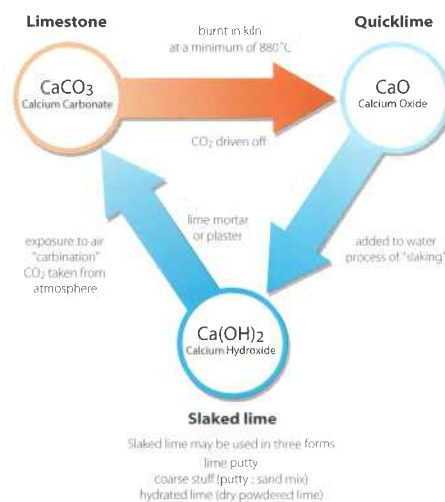 Limestone
Quicklime
burnt in kiln
at a minimum of 880°C
CaCO₃
Calcium Carbonate
CaO
Calcium Oxide
CO₂ driven off
lime mortar
or plaster
exposure to air
"carbination"
CO₂ taken from
atmosphere
added to water
process of "slaking"
Ca(OH)₂
Calcium Hydroxide
Slaked lime
Slaked lime may be used in three forms
lime putty
coarse stuff (putty : sand mix)
hydrated lime (dry powdered lime)